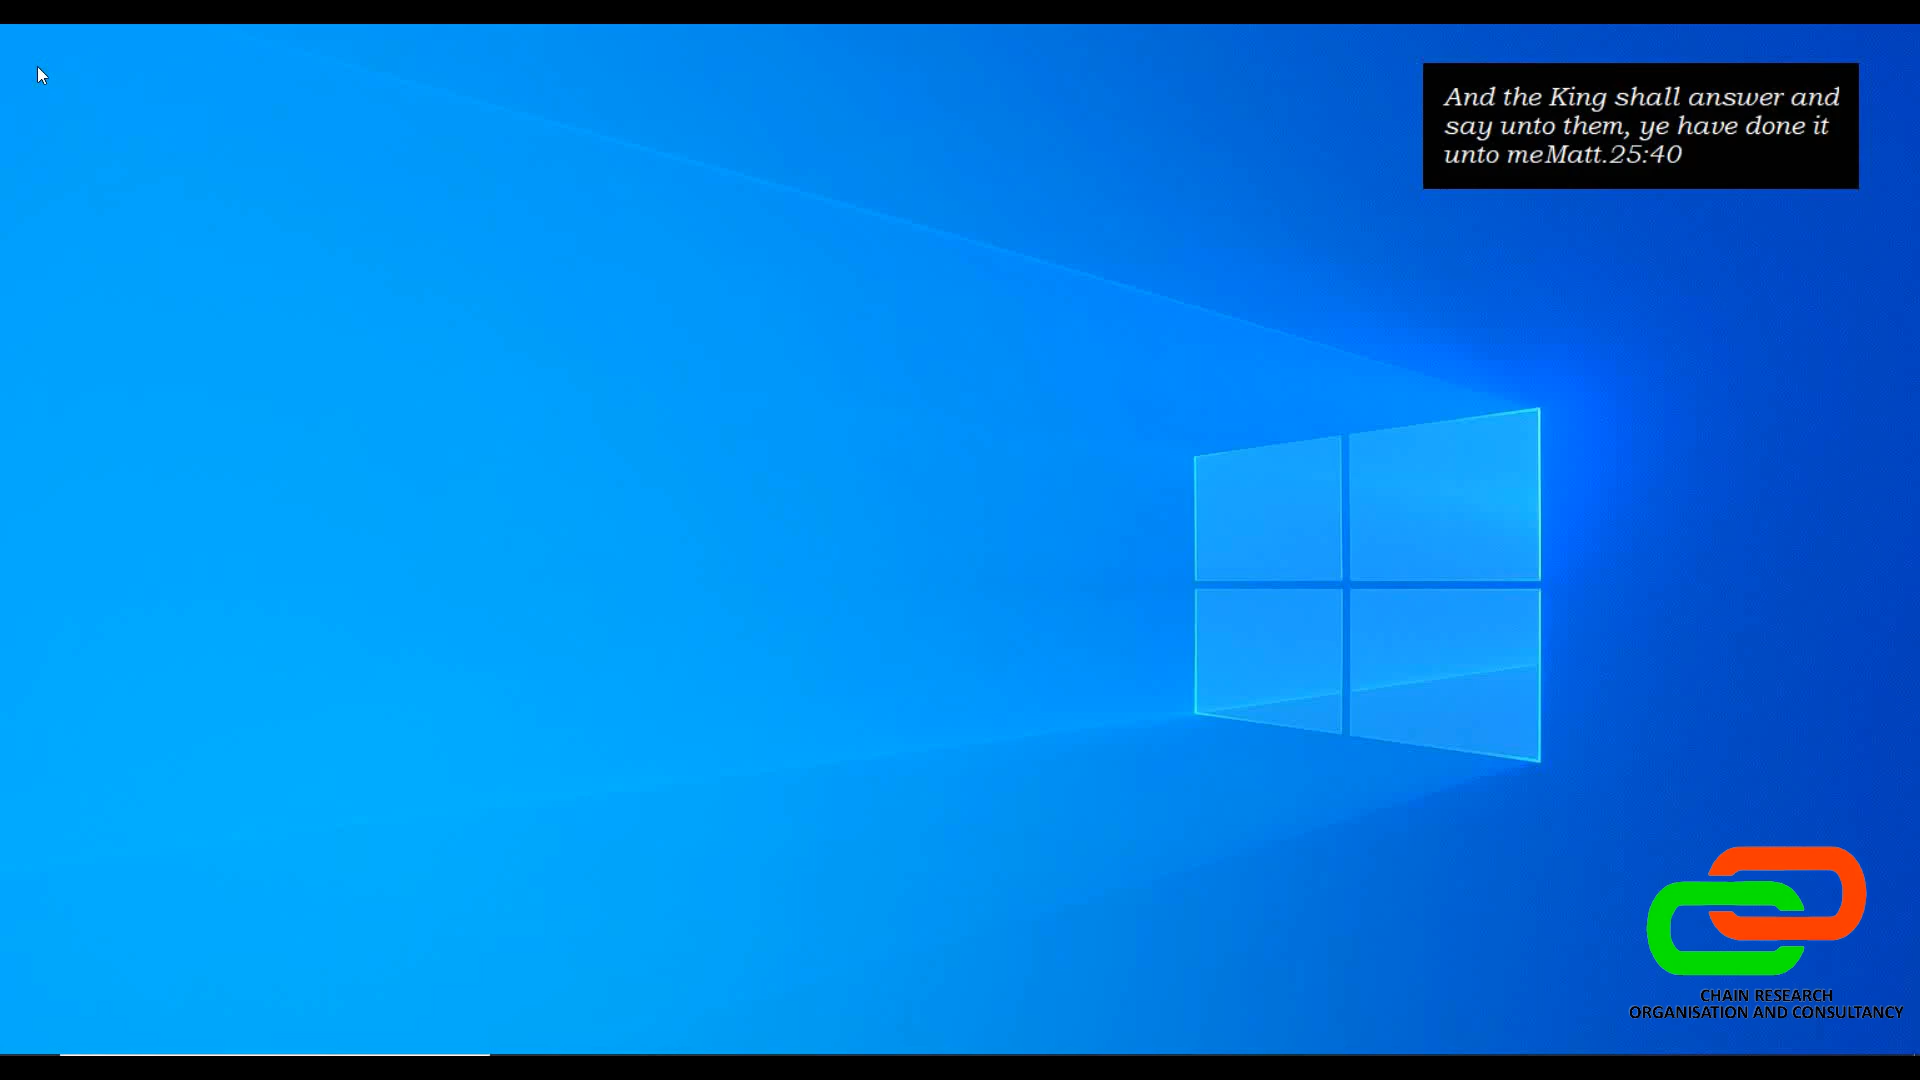 And the King shall answer and
say unto them, ye have done it
unto meMatt.25:40
CHAIN RESEARCH
ORGANISATION AND CONSULTANCY